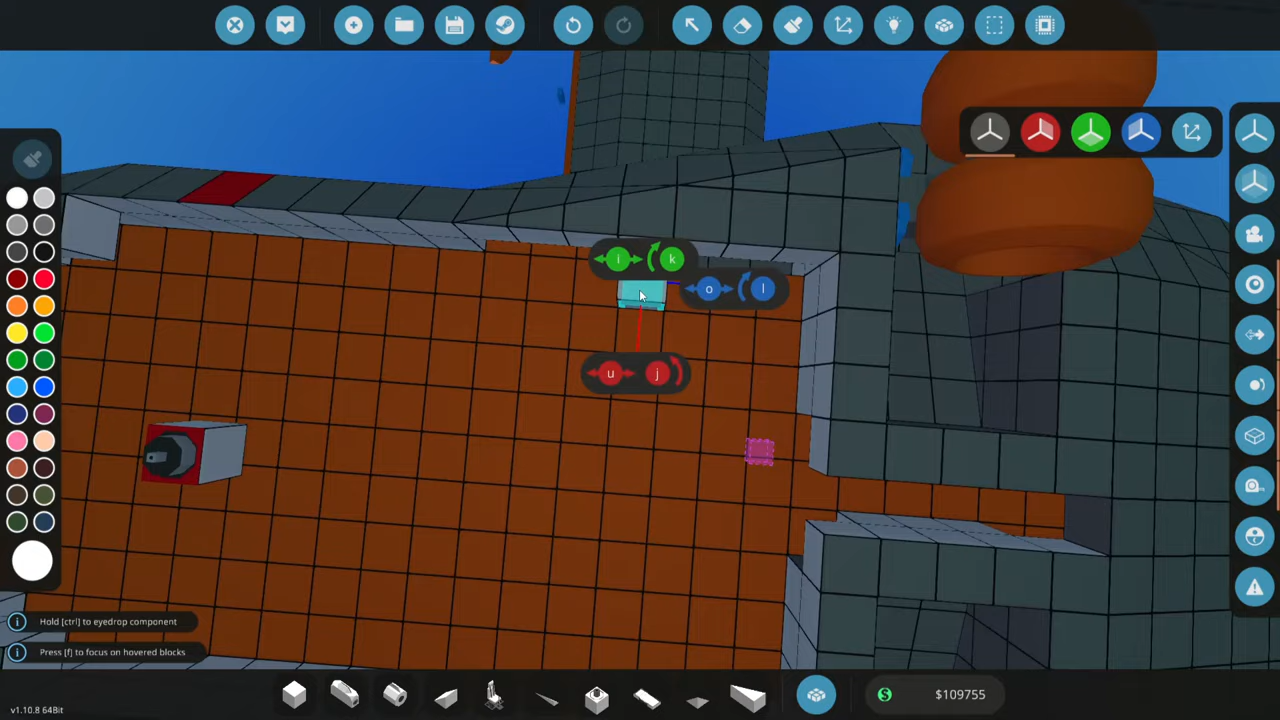 i k
o l
u j
Hold [ctrl] to eyedrop component
Press [f] to focus on hovered blocks
$ $109755
v1.10.8 64Bit